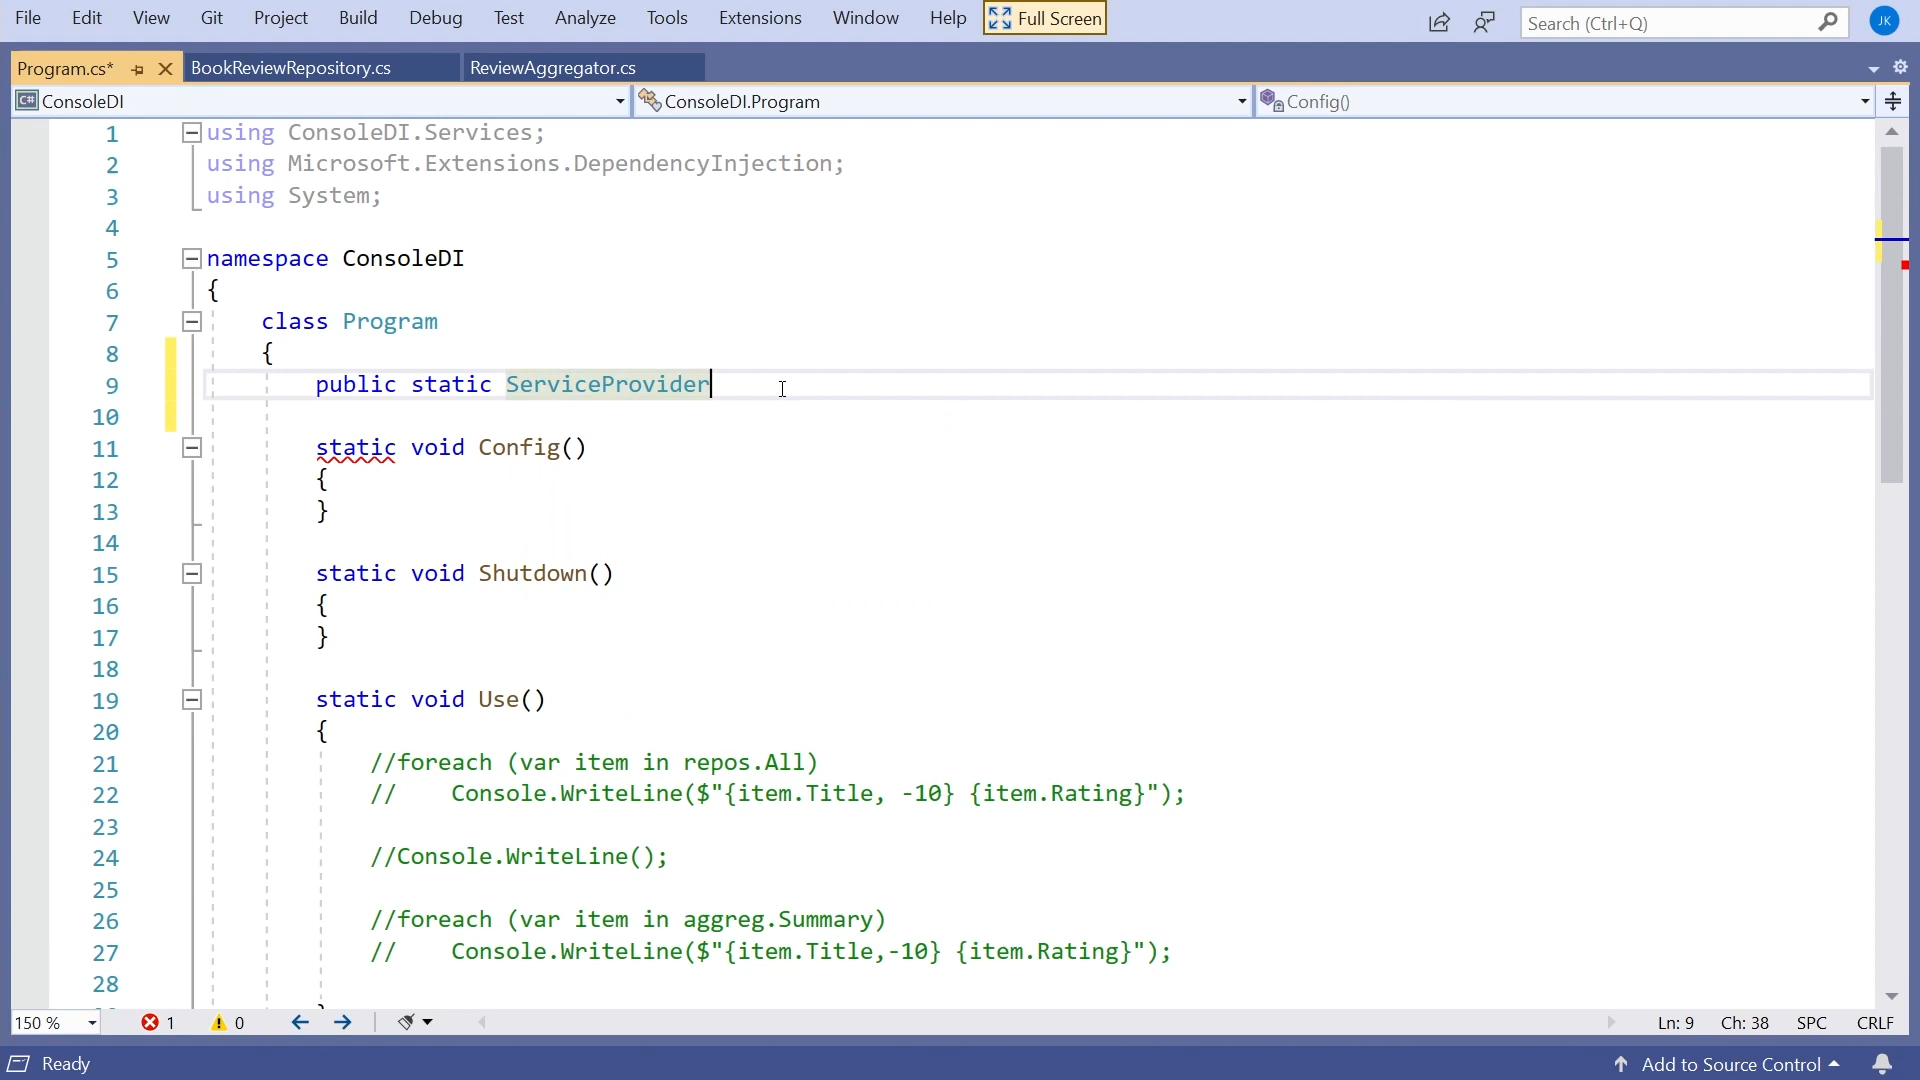 File Edit View Git Project Build Debug Test Analyze Tools Extensions Window Help Full Screen Search (Ctrl+Q) JK
Program.cs* BookReviewRepository.cs ReviewAggregator.cs
C# ConsoleDI ConsoleDI.Program Config()
1 using ConsoleDI.Services;
2 using Microsoft.Extensions.DependencyInjection;
3 using System;
4
5 namespace ConsoleDI
6 {
7 class Program
8 {
9 public static ServiceProvider
10
11 static void Config()
12 {
13 }
14
15 static void Shutdown()
16 {
17 }
18
19 static void Use()
20 {
21 //foreach (var item in repos.All)
22 //    Console.WriteLine($"{item.Title, -10} {item.Rating}");
23
24 //Console.WriteLine();
25
26 //foreach (var item in aggreg.Summary)
27 //    Console.WriteLine($"{item.Title,-10} {item.Rating}");
28
150 % 1 0 Ln: 9 Ch: 38 SPC CRLF
Ready Add to Source Control